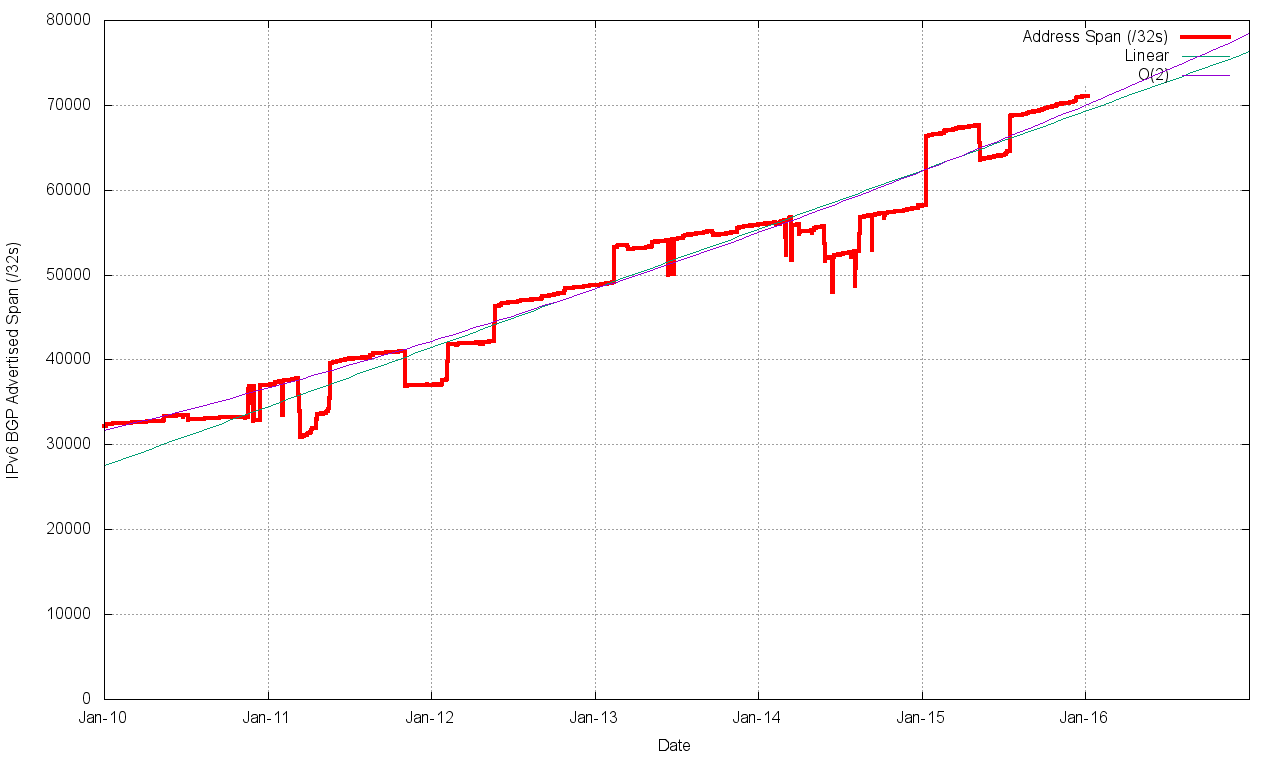 80000
70000
60000
50000
40000
30000
20000
10000
0
IPv6 BGP Advertised Span (/32s)
Address Span (/32s)
Linear
O(2)
Jan-10 Jan-11 Jan-12 Jan-13 Jan-14 Jan-15 Jan-16
Date